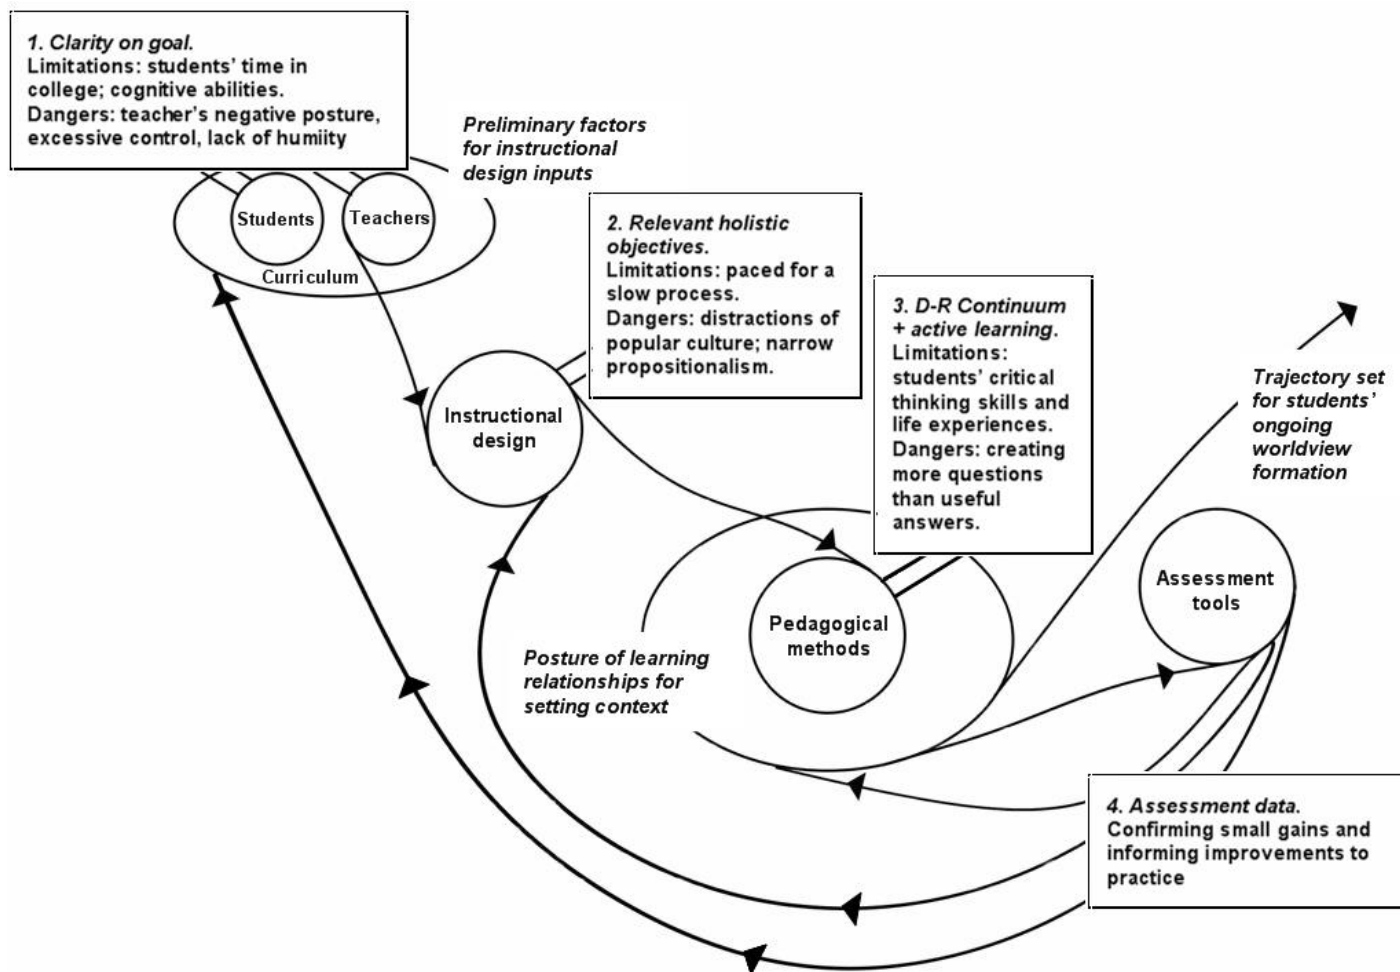 1. Clarity on goal.
Limitations: students' time in
college; cognitive abilities.
Dangers: teacher's negative posture,
excessive control, lack of humiity
Preliminary factors
for instructional
design inputs
Students
Teachers
Curriculum
2. Relevant holistic
objectives.
Limitations: paced for a
slow process.
Dangers: distractions of
popular culture; narrow
propositionalism.
3. D-R Continuum
+ active learning.
Limitations:
students' critical
thinking skills and
life experiences.
Dangers: creating
more questions
than useful
answers.
Instructional
design
Trajectory set
for students'
ongoing
worldview
formation
Assessment
tools
Pedagogical
methods
Posture of learning
relationships for
setting context
4. Assessment data.
Confirming small gains and
informing improvements to
practice